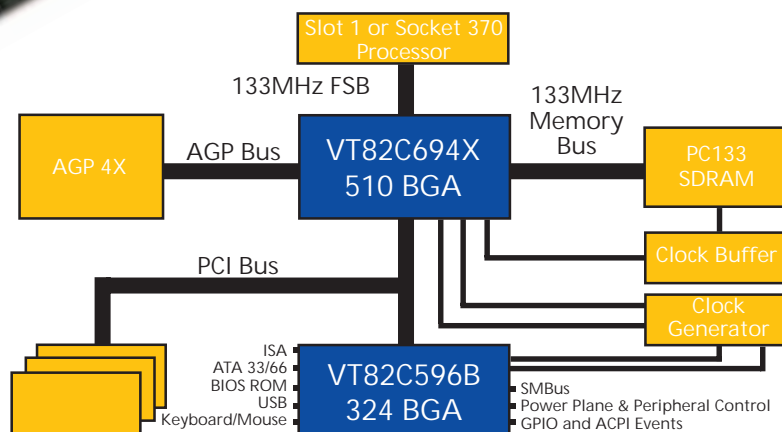 Slot 1 or Socket 370
Processor
133MHz FSB
133MHz
Memory
Bus
AGP 4X
AGP Bus
VT82C694X
510 BGA
PC133
SDRAM
Clock Buffer
PCI Bus
Clock
Generator
ISA
ATA 33/66
BIOS ROM
USB
Keyboard/Mouse
VT82C596B
324 BGA
SMBus
Power Plane & Peripheral Control
GPIO and ACPI Events